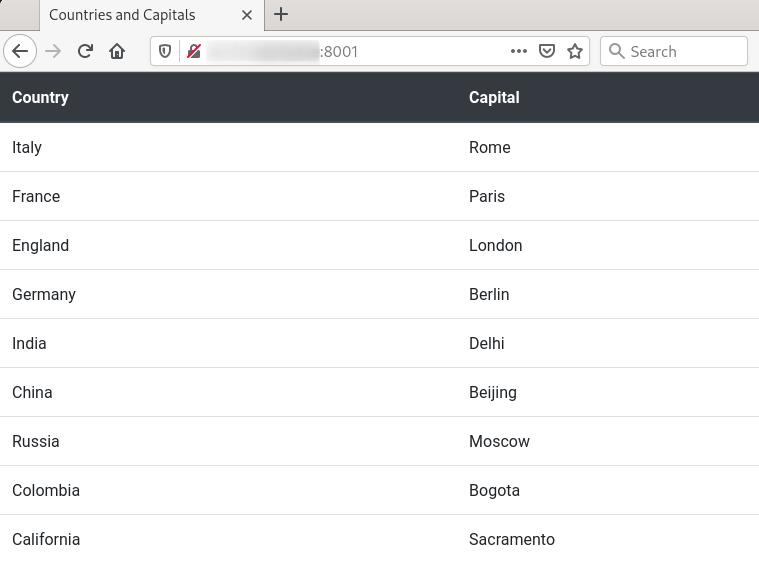 Countries and Capitals
:8001
Search
Country Capital
Italy Rome
France Paris
England London
Germany Berlin
India Delhi
China Beijing
Russia Moscow
Colombia Bogota
California Sacramento